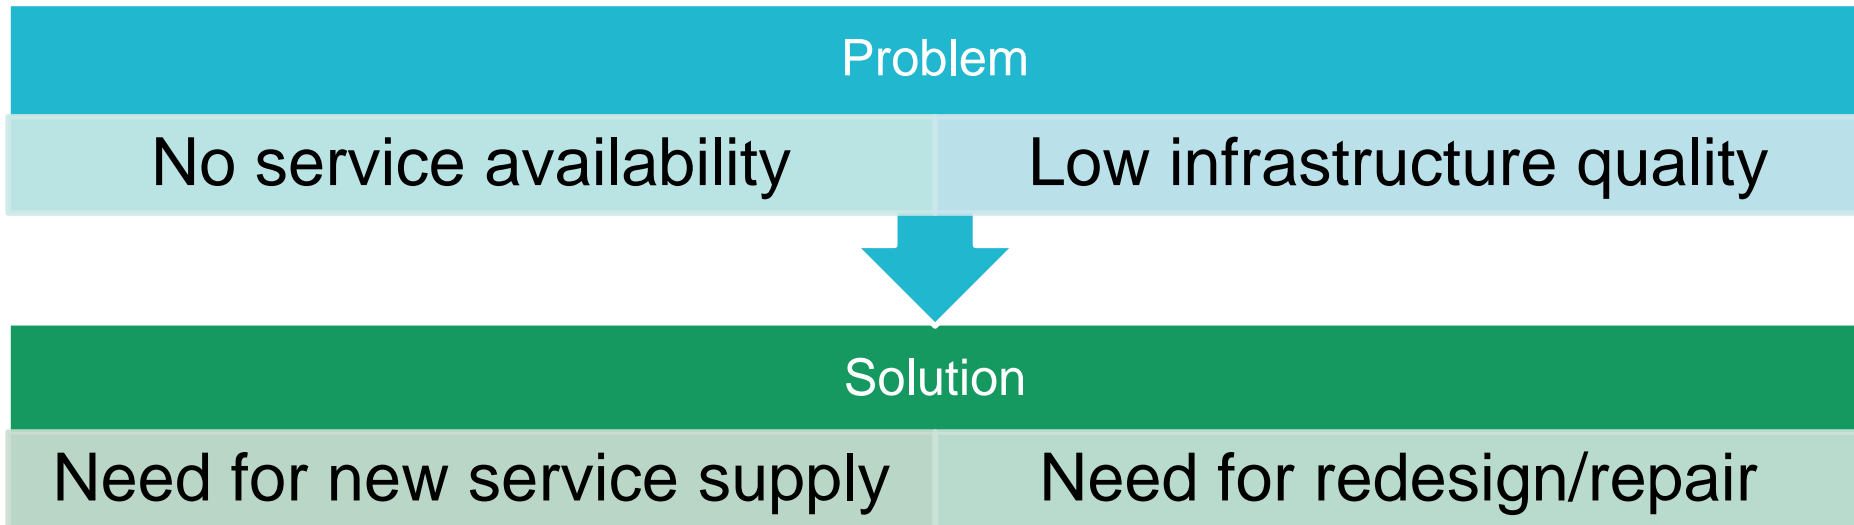 Problem
No service availability
Low infrastructure quality
Solution
Need for new service supply
Need for redesign/repair